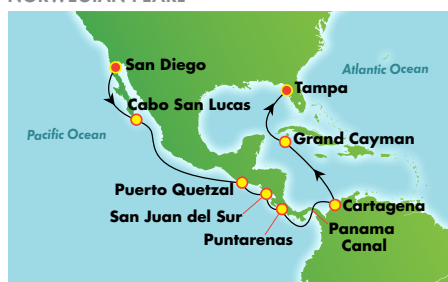 NORWEGIAN PEARL
San Diego
Atlantic Ocean
Tampa
Cabo San Lucas
Pacific Ocean
Grand Cayman
Puerto Quetzal
San Juan del Sur
Cartagena
Puntarenas
Panama
Canal